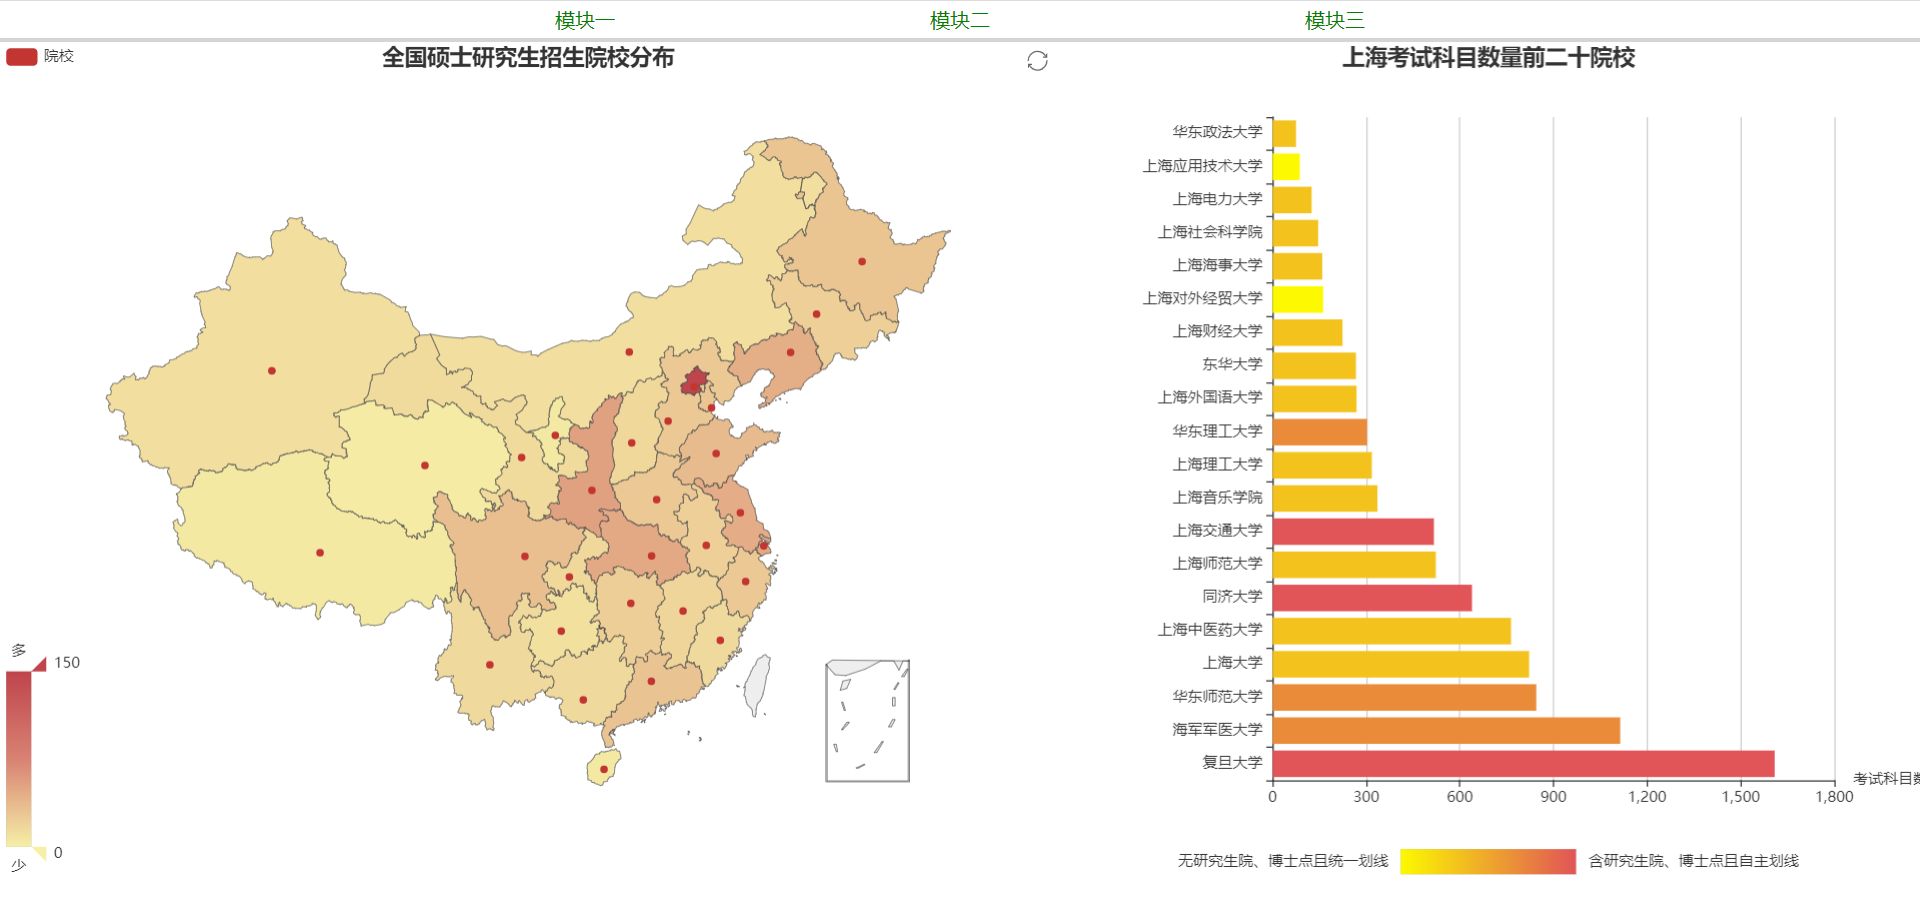 模块一
模块二
模块三
院校
全国硕士研究生招生院校分布
多
150
0
少
上海考试科目数量前二十院校
华东政法大学
上海应用技术大学
上海电力大学
上海社会科学院
上海海事大学
上海对外经贸大学
上海财经大学
东华大学
上海外国语大学
华东理工大学
上海理工大学
上海音乐学院
上海交通大学
上海师范大学
同济大学
上海中医药大学
上海大学
华东师范大学
海军军医大学
复旦大学
考试科目数
0 300 600 900 1,200 1,500 1,800
无研究生院、博士点且统一划线
含研究生院、博士点且自主划线